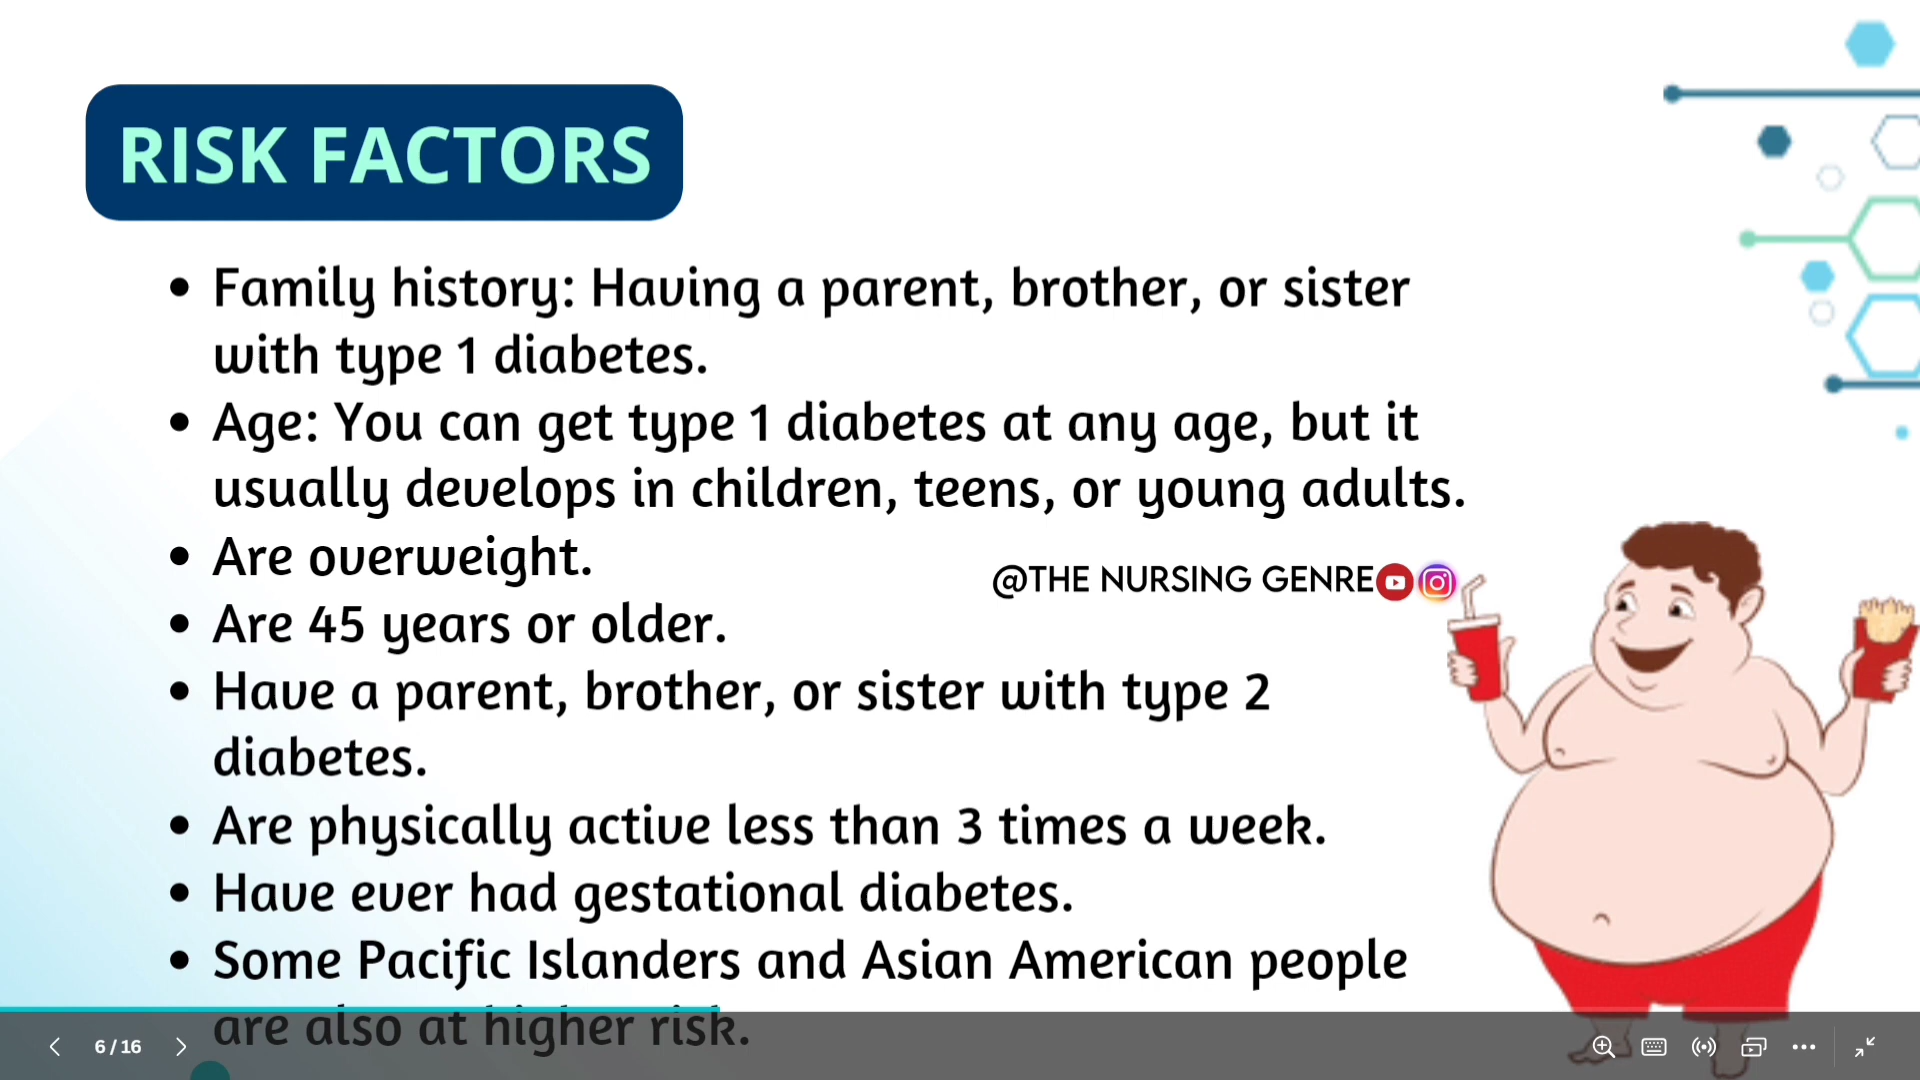 RISK FACTORS
• Family history: Having a parent, brother, or sister
with type 1 diabetes.
• Age: You can get type 1 diabetes at any age, but it
usually develops in children, teens, or young adults.
• Are overweight.
@THE NURSING GENRE
• Are 45 years or older.
• Have a parent, brother, or sister with type 2
diabetes.
• Are physically active less than 3 times a week.
• Have ever had gestational diabetes.
• Some Pacific Islanders and Asian American people
are also at higher risk.
6 / 16